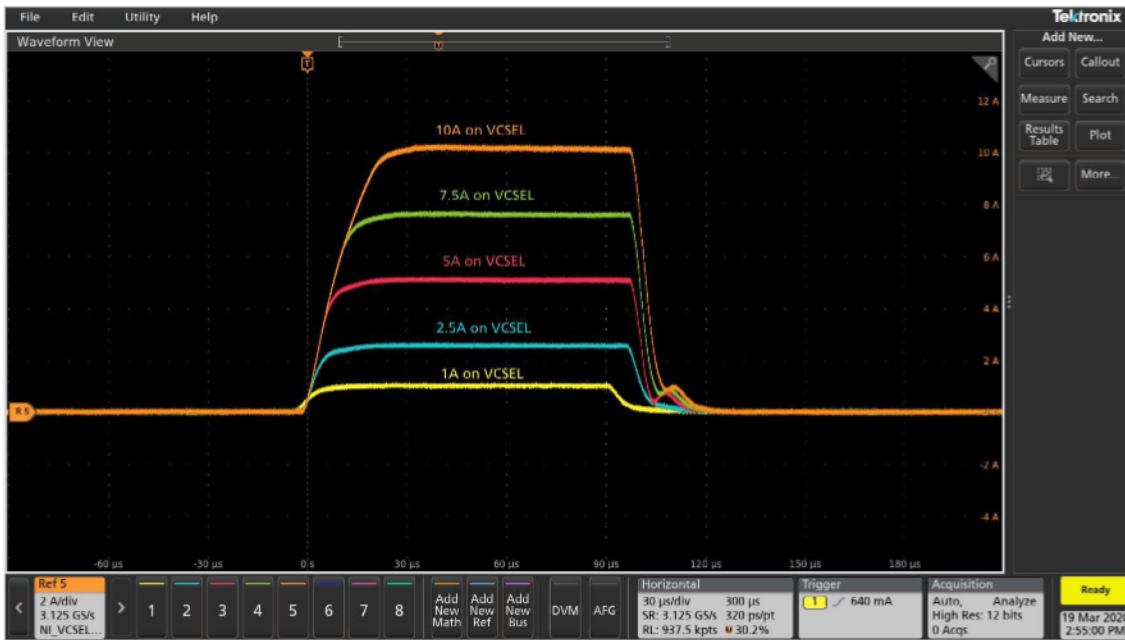 File Edit Utility Help
Tektronix
Waveform View
Add New...
Cursors Callout
Measure Search
Results Table Plot
More...
T
T
12 A
10A on VCSEL
10 A
7.5A on VCSEL
8 A
5A on VCSEL
6 A
4 A
2.5A on VCSEL
2 A
1A on VCSEL
R 5
-2 A
-4 A
-60 µs -30 µs 0 s 30 µs 60 µs 90 µs 120 µs 150 µs 180 µs
Ref 5
2 A/div
3.125 GS/s
NI_VCSEL...
1 2 3 4 5 6 7 8
Add New Math
Add New Ref
Add New Bus
DVM AFG
Horizontal
30 µs/div 300 µs
SR: 3.125 GS/s 320 ps/pt
RL: 937.5 kpts 30.2%
Trigger
1 640 mA
Acquisition
Auto, Analyze
High Res: 12 bits
0 Acqs
Ready
19 Mar 2020
2:55:00 PM